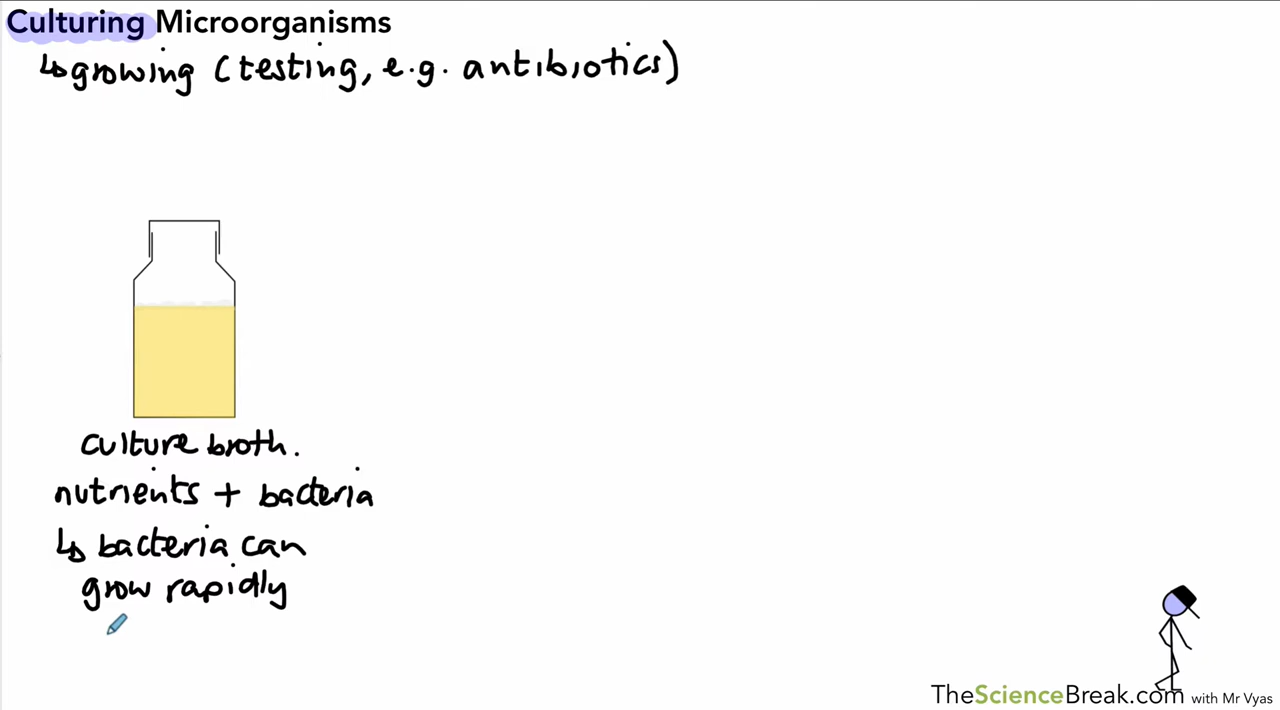 Culturing Microorganisms
↳growing (testing, e.g. antibiotics)
culture broth.
nutrients + bacteria
↳ bacteria can
grow rapidly
TheScienceBreak.com with Mr Vyas